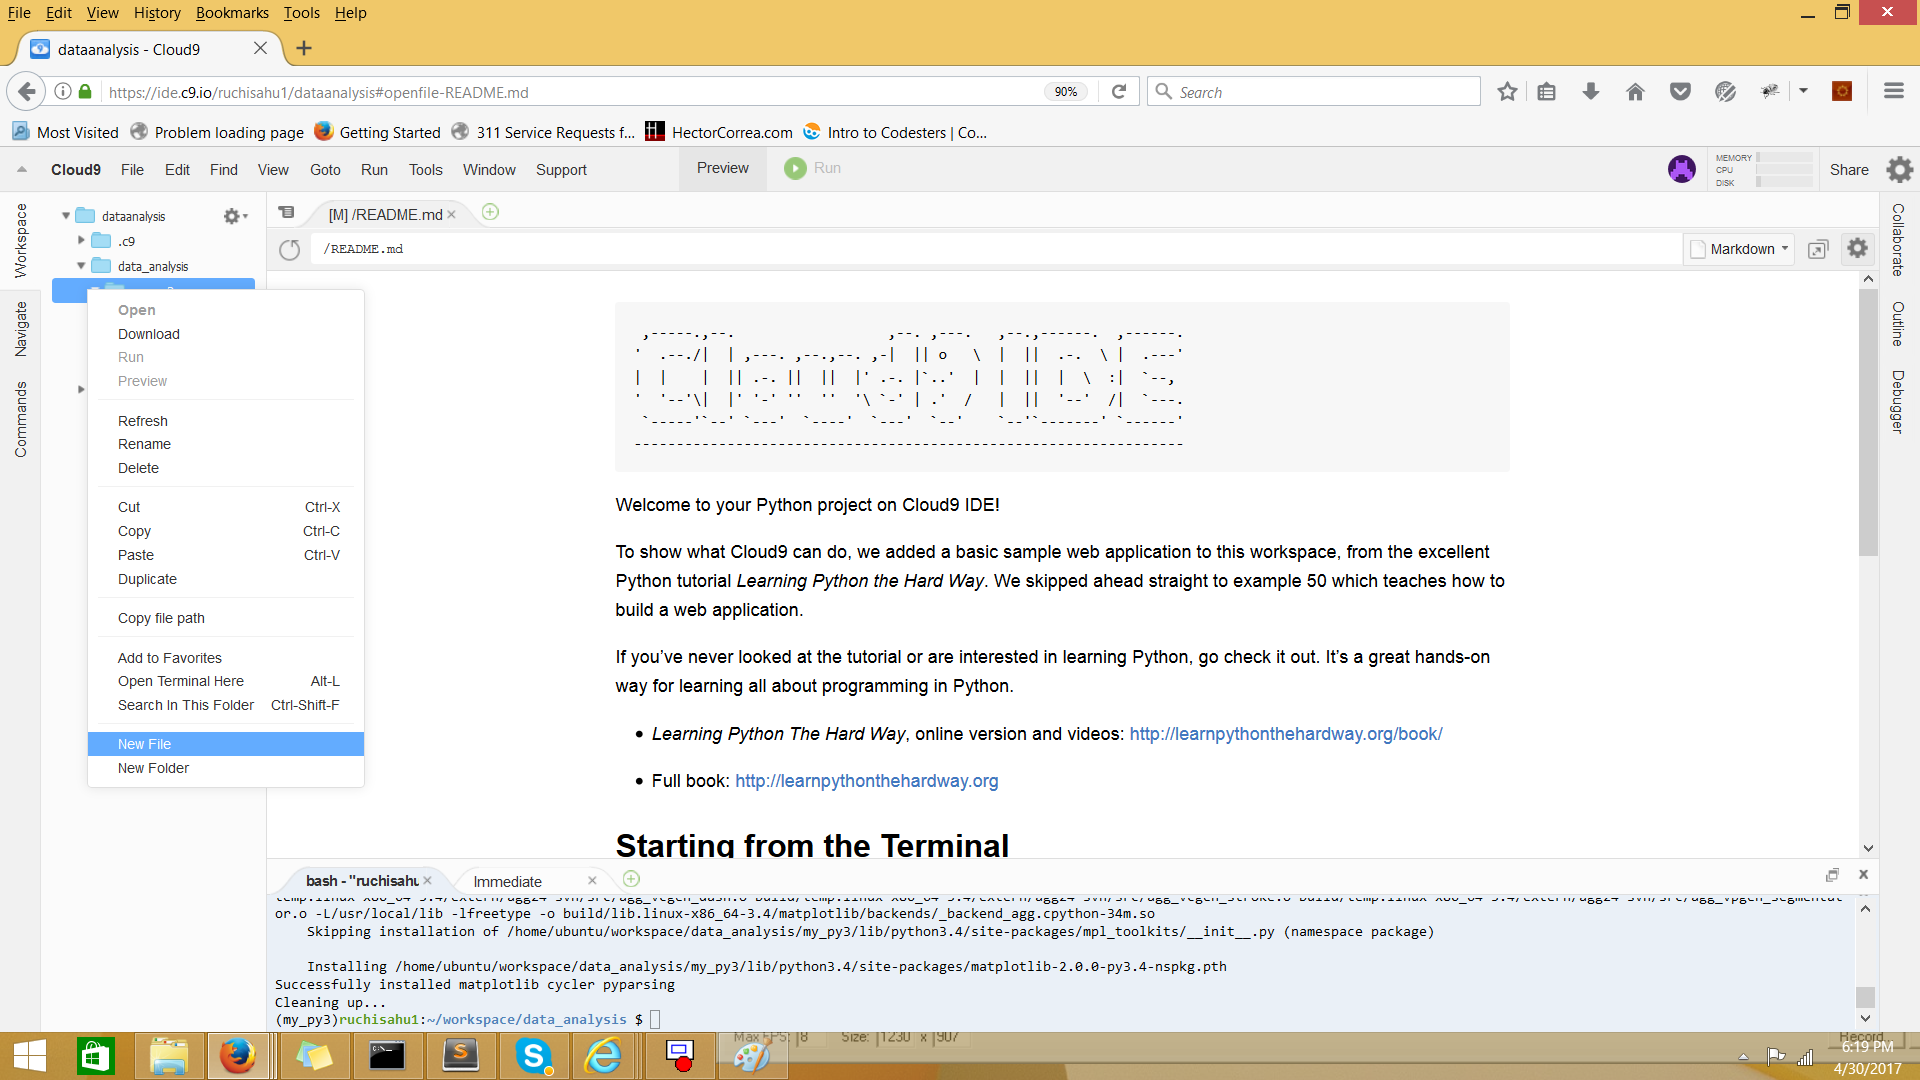 File Edit View History Bookmarks Tools Help
dataanalysis - Cloud9
https://ide.c9.io/ruchisahu1/dataanalysis#openfile-README.md 90% Search
Most Visited Problem loading page Getting Started 311 Service Requests f... HectorCorrea.com Intro to Codesters | Co...
Cloud9 File Edit Find View Goto Run Tools Window Support Preview Run MEMORY CPU DISK Share
Workspace
Navigate
Commands
dataanalysis
.c9
data_analysis
Open
Download
Run
Preview
Refresh
Rename
Delete
Cut Ctrl-X
Copy Ctrl-C
Paste Ctrl-V
Duplicate
Copy file path
Add to Favorites
Open Terminal Here Alt-L
Search In This Folder Ctrl-Shift-F
New File
New Folder
[M] /README.md
/README.md Markdown
Cloud9 IDE
Welcome to your Python project on Cloud9 IDE!
To show what Cloud9 can do, we added a basic sample web application to this workspace, from the excellent
Python tutorial Learning Python the Hard Way. We skipped ahead straight to example 50 which teaches how to
build a web application.
If you’ve never looked at the tutorial or are interested in learning Python, go check it out. It’s a great hands-on
way for learning all about programming in Python.
• Learning Python The Hard Way, online version and videos: http://learnpythonthehardway.org/book/
• Full book: http://learnpythonthehardway.org
Starting from the Terminal
Collaborate
Outline
Debugger
bash - "ruchisahu Immediate
or.o -L/usr/local/lib -lfreetype -o build/lib.linux-x86_64-3.4/matplotlib/backends/_backend_agg.cpython-34m.so
Skipping installation of /home/ubuntu/workspace/data_analysis/my_py3/lib/python3.4/site-packages/mpl_toolkits/__init__.py (namespace package)
Installing /home/ubuntu/workspace/data_analysis/my_py3/lib/python3.4/site-packages/matplotlib-2.0.0-py3.4-nspkg.pth
Successfully installed matplotlib cycler pyparsing
Cleaning up...
(my_py3)ruchisahu1:~/workspace/data_analysis $
Max FPS: 8 Size: 1230 x 907 Record
6:19 PM
4/30/2017